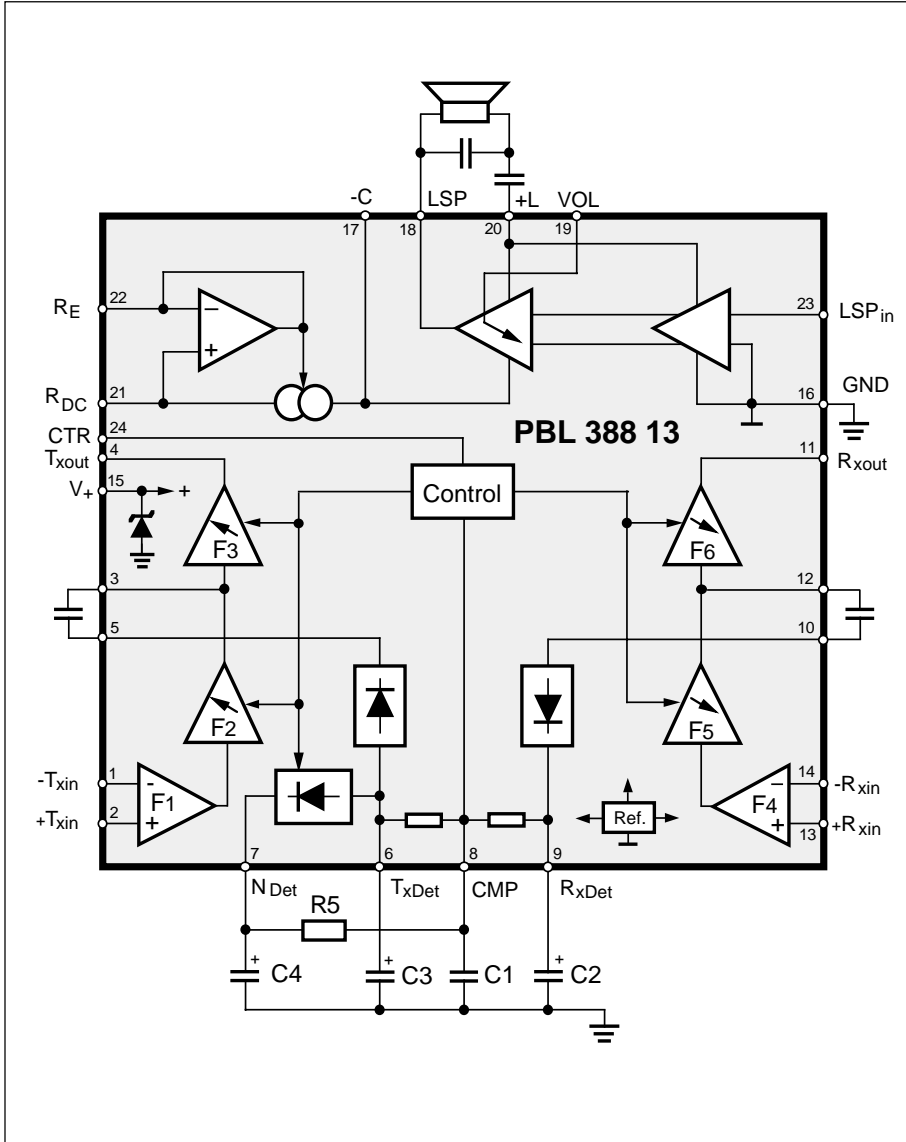 -C LSP +L VOL
17 18 20 19
22
RE
−
+
23
LSPin
21
RDC
16
GND
24
CTR
PBL 388 13
4
Txout
11
Rxout
15
V+
+
Control
F3
F6
3
12
5
10
F2
F5
1
-Txin
-
F1
14
-Rxin
−
F4
2
+Txin
+
Ref.
+
13
+Rxin
7 6 8 9
NDet TxDet CMP RxDet
R5
+ + +
C4 C3 C1 C2